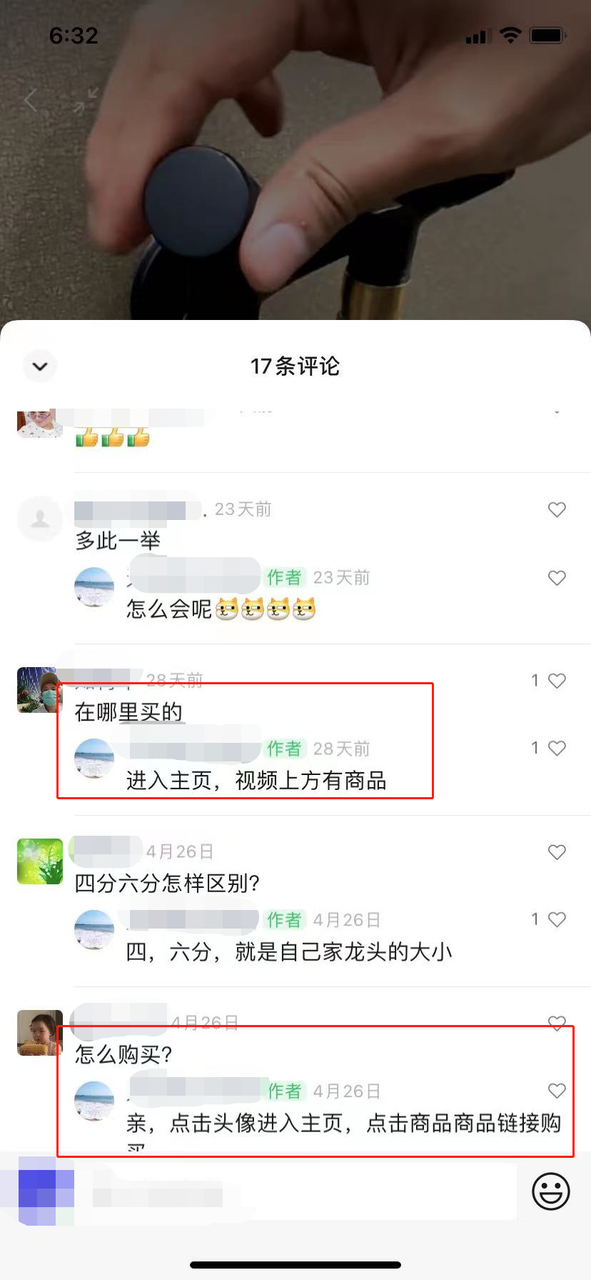 6:32
17条评论
23天前
多此一举
作者 23天前
怎么会呢
28天前
1
在哪里买的
作者 28天前
1
进入主页，视频上方有商品
4月26日
四分六分怎样区别?
作者 4月26日
1
四，六分，就是自己家龙头的大小
4月26日
怎么购买?
作者 4月26日
亲，点击头像进入主页，点击商品商品链接购